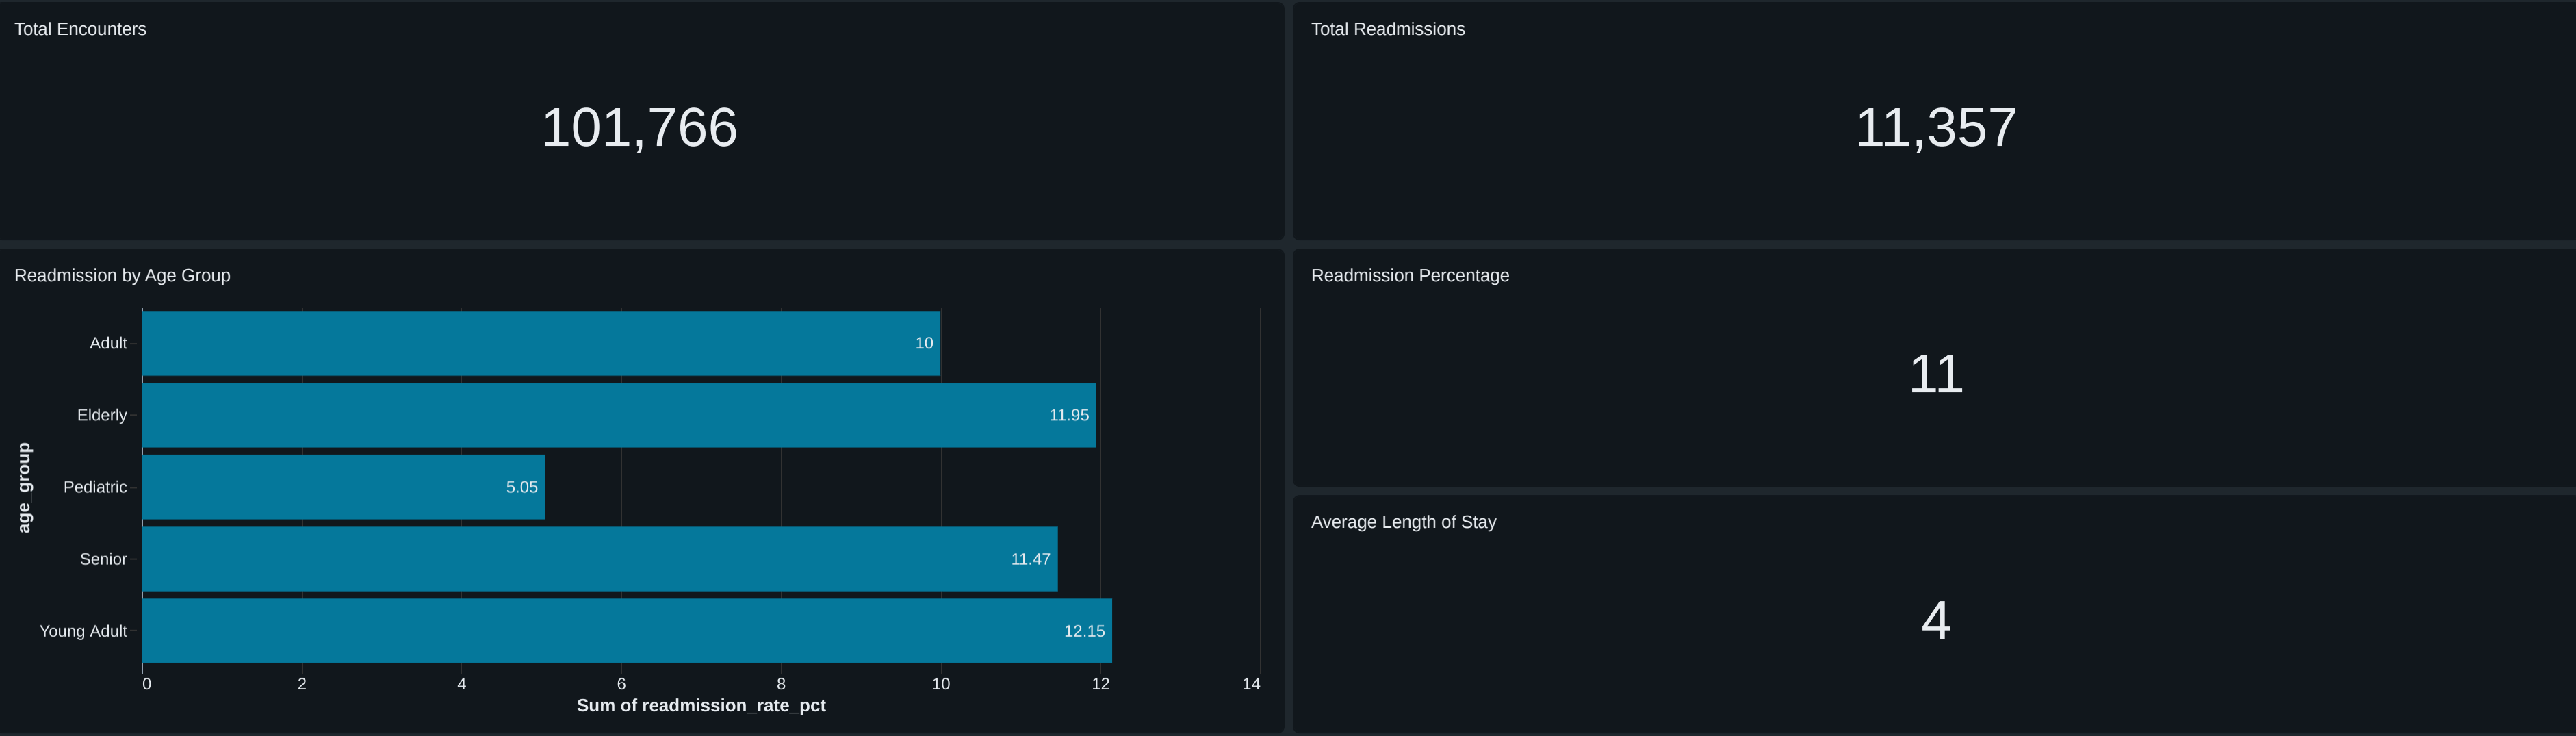 Total Encounters
101,766
Total Readmissions
11,357
Readmission by Age Group
age_group
Adult
10
Elderly
11.95
Pediatric
5.05
Senior
11.47
Young Adult
12.15
0 2 4 6 8 10 12 14
Sum of readmission_rate_pct
Readmission Percentage
11
Average Length of Stay
4